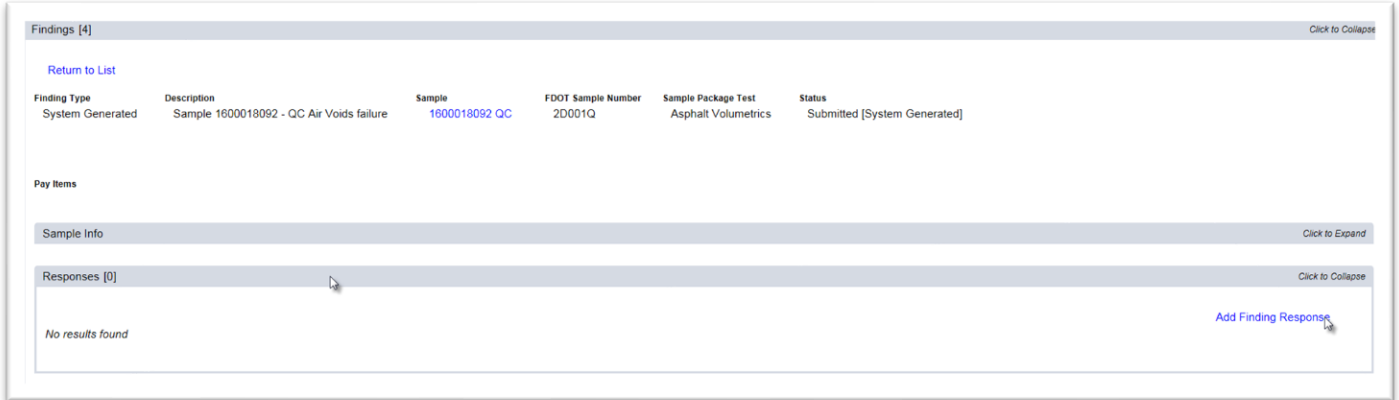 Findings [4] Click to Collapse
Return to List
Finding Type Description Sample FDOT Sample Number Sample Package Test Status
System Generated Sample 1600018092 - QC Air Voids failure 1600018092 QC 2D001Q Asphalt Volumetrics Submitted [System Generated]
Pay Items
Sample Info Click to Expand
Responses [0] Click to Collapse
Add Finding Response
No results found